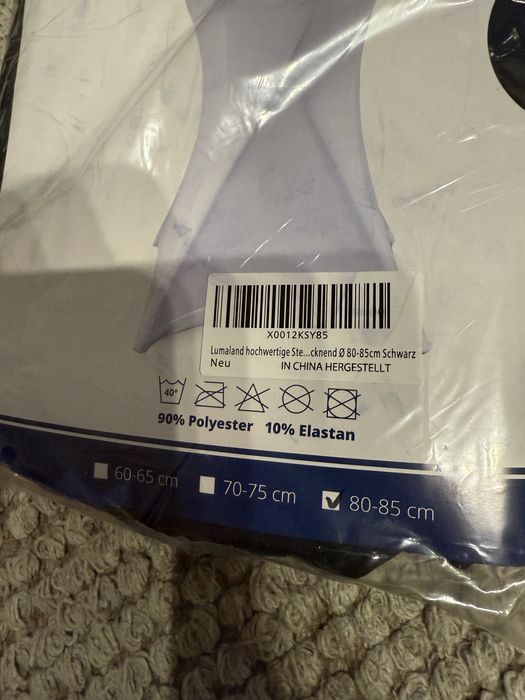 X0012KSY85
Lumaland hochwertige Ste...cknend Ø 80-85cm Schwarz
Neu IN CHINA HERGESTELLT
40°
90% Polyester 10% Elastan
60-65 cm 70-75 cm 80-85 cm